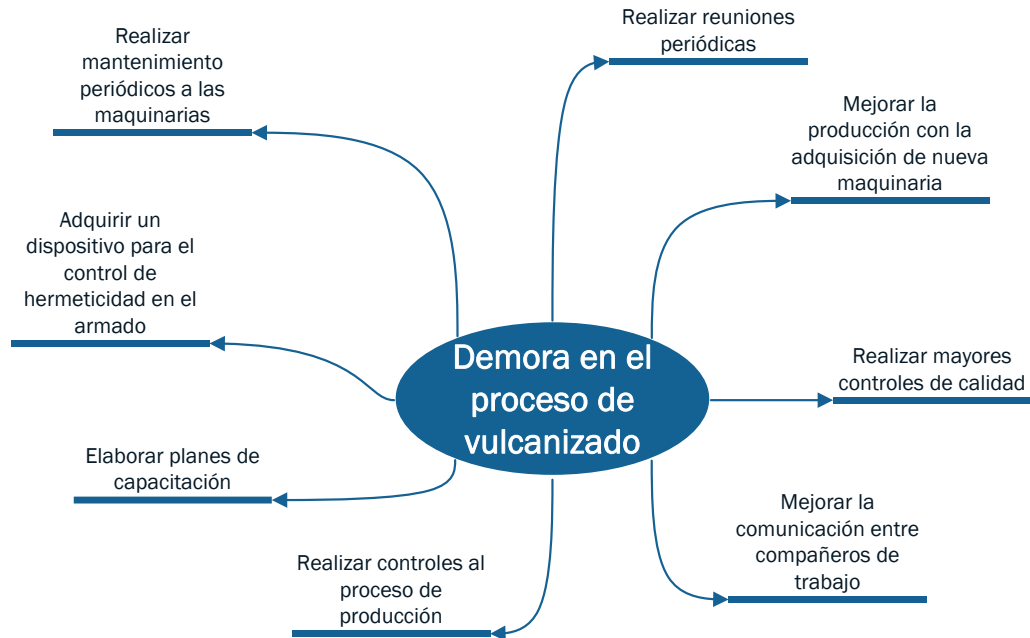 Realizar
mantenimiento
periódicos a las
maquinarias
Realizar reuniones
periódicas
Mejorar la
producción con la
adquisición de nueva
maquinaria
Adquirir un
dispositivo para el
control de
hermeticidad en el
armado
Demora en el
proceso de
vulcanizado
Realizar mayores
controles de calidad
Elaborar planes de
capacitación
Mejorar la
comunicación entre
compañeros de
trabajo
Realizar controles al
proceso de
producción